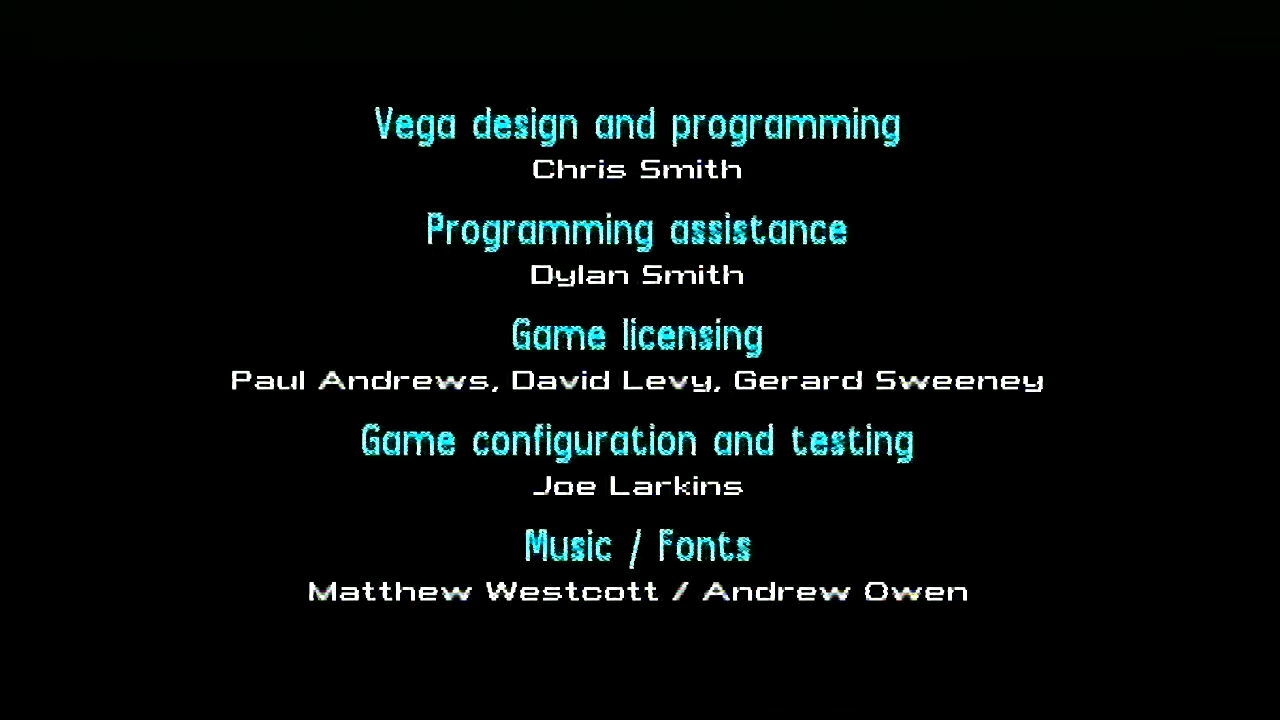 Vega design and programming
Chris Smith
Programming assistance
Dylan Smith
Game licensing
Paul Andrews, David Levy, Gerard Sweeney
Game configuration and testing
Joe Larkins
Music / Fonts
Matthew Westcott / Andrew Owen